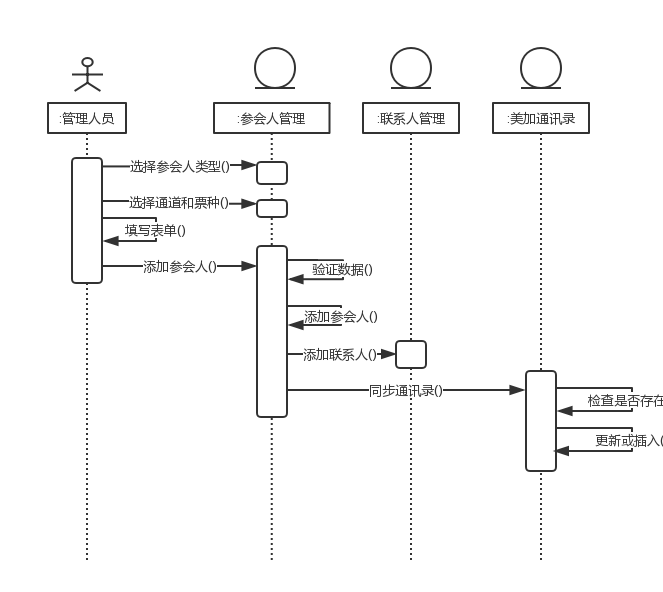 :管理人员
:参会人管理
:联系人管理
:美加通讯录
选择参会人类型()
选择通道和票种()
填写表单()
添加参会人()
验证数据()
添加参会人()
添加联系人()
同步通讯录()
检查是否存在
更新或插入(